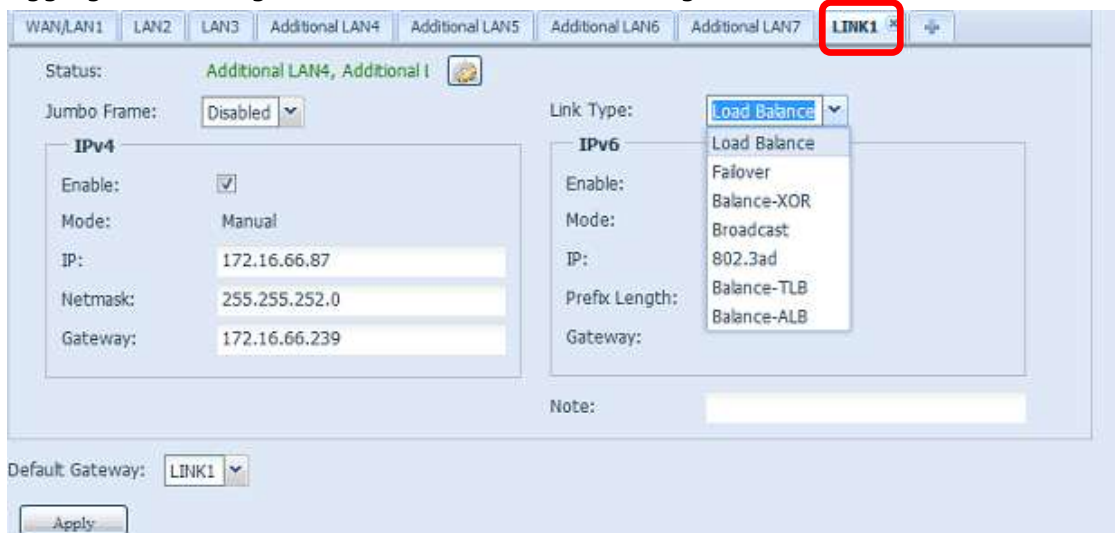 WAN/LAN1 LAN2 LAN3 Additional LAN4 Additional LAN5 Additional LAN6 Additional LAN7 LINK1
Status: Additional LAN4, Additional l
Jumbo Frame: Disabled Link Type: Load Balance
Load Balance
Failover
Balance-XOR
Broadcast
802.3ad
Balance-TLB
Balance-ALB
IPv4
Enable:
Mode: Manual
IP: 172.16.66.87
Netmask: 255.255.252.0
Gateway: 172.16.66.239
IPv6
Enable:
Mode:
IP:
Prefix Length:
Gateway:
Note:
Default Gateway: LINK1
Apply